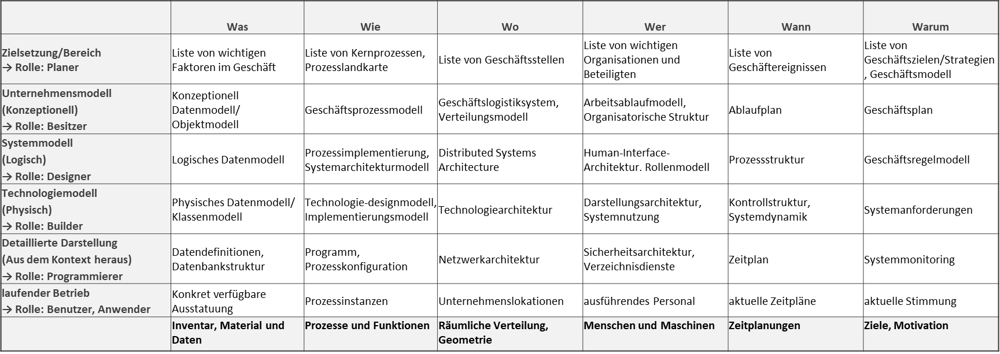 Was
Wie
Wo
Wer
Wann
Warum
Zielsetzung/Bereich
→ Rolle: Planer
Liste von wichtigen
Faktoren im Geschäft
Liste von Kernprozessen,
Prozesslandkarte
Liste von Geschäftsstellen
Liste von wichtigen
Organisationen und
Beteiligten
Liste von
Geschäftereignissen
Liste von
Geschäftszielen/Strategien
, Geschäftsmodell
Unternehmensmodell
(Konzeptionell)
→ Rolle: Besitzer
Konzeptionell
Datenmodell/
Objektmodell
Geschäftsprozessmodell
Geschäftslogistiksystem,
Verteilungsmodell
Arbeitsablaufmodell,
Organisatorische Struktur
Ablaufplan
Geschäftsplan
Systemmodell
(Logisch)
→ Rolle: Designer
Logisches Datenmodell
Prozessimplementierung,
Systemarchitekturmodell
Distributed Systems
Architecture
Human-Interface-
Architektur. Rollenmodell
Prozessstruktur
Geschäftsregelmodell
Technologiemodell
(Physisch)
→ Rolle: Builder
Physisches Datenmodell/
Klassenmodell
Technologie-designmodell,
Implementierungsmodell
Technologiearchitektur
Darstellungsarchitektur,
Systemnutzung
Kontrollstruktur,
Systemdynamik
Systemanforderungen
Detaillierte Darstellung
(Aus dem Kontext heraus)
→ Rolle: Programmierer
Datendefinitionen,
Datenbankstruktur
Programm,
Prozesskonfiguration
Netzwerkarchitektur
Sicherheitsarchitektur,
Verzeichnisdienste
Zeitplan
Systemmonitoring
laufender Betrieb
→ Rolle: Benutzer, Anwender
Konkret verfügbare
Ausstatuung
Prozessinstanzen
Unternehmenslokationen
ausführendes Personal
aktuelle Zeitpläne
aktuelle Stimmung
Inventar, Material und
Daten
Prozesse und Funktionen
Räumliche Verteilung,
Geometrie
Menschen und Maschinen
Zeitplanungen
Ziele, Motivation